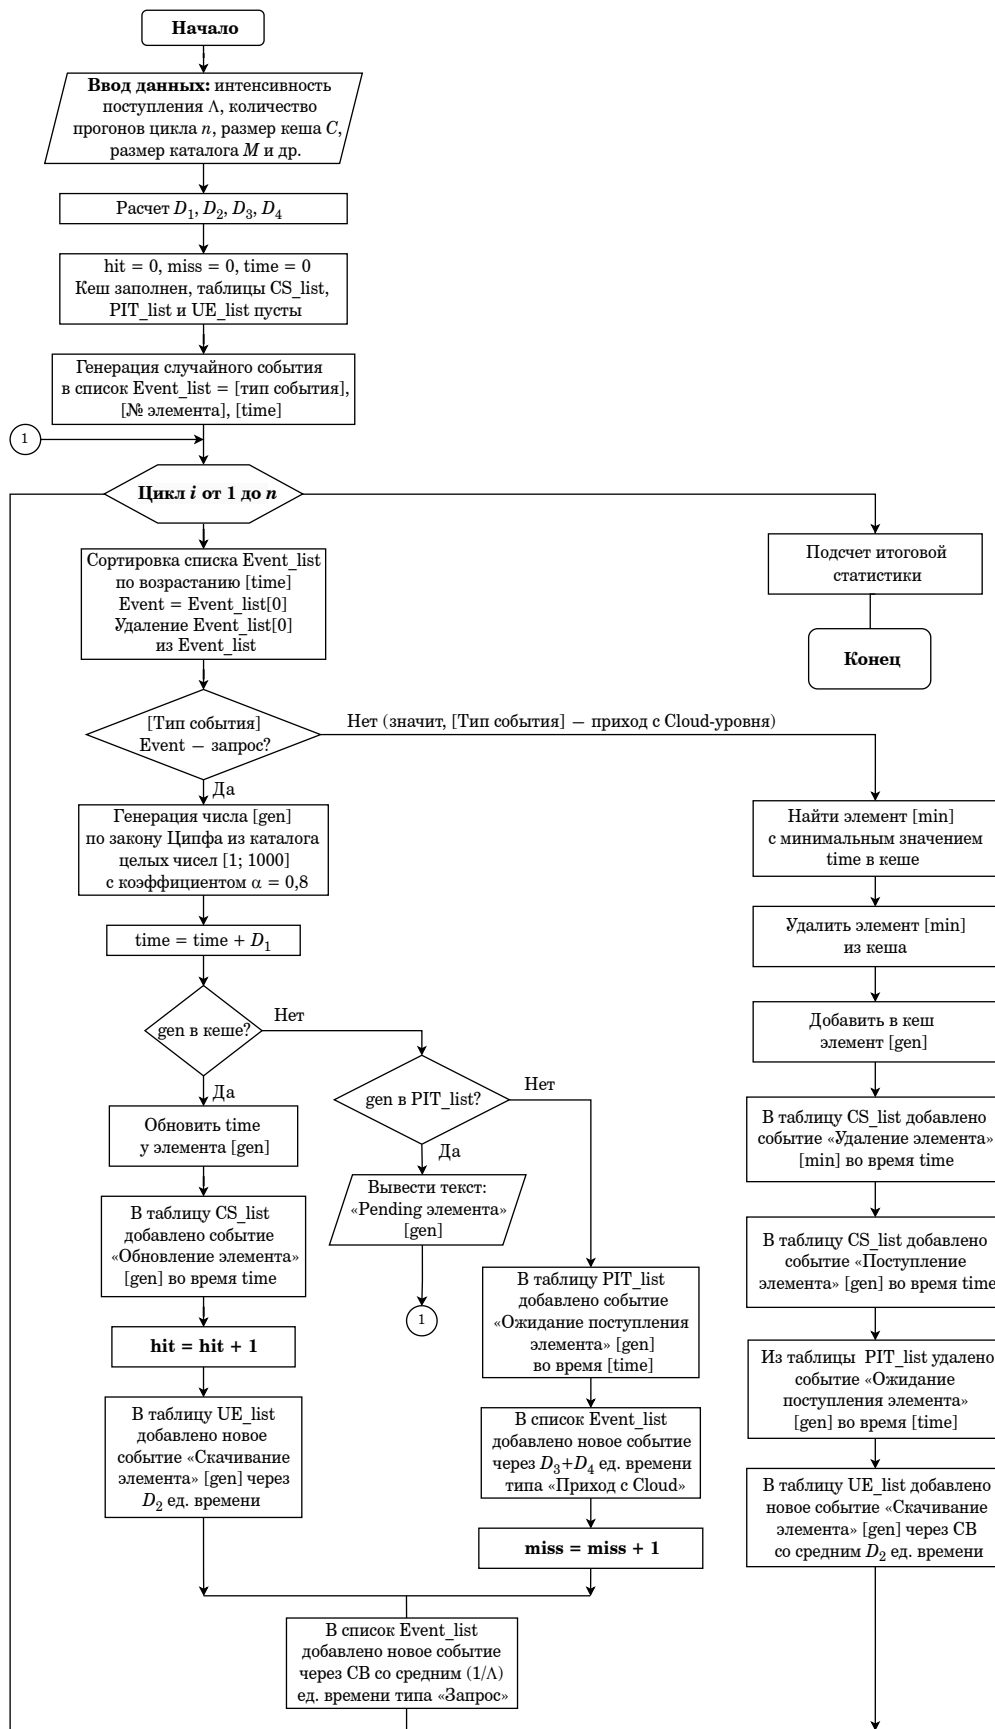 Начало
Ввод данных: интенсивность
поступления Λ, количество
прогонов цикла n, размер кеша C,
размер каталога M и др.
Расчет D1, D2, D3, D4
hit = 0, miss = 0, time = 0
Кеш заполнен, таблицы CS_list,
PIT_list и UE_list пусты
Генерация случайного события
в список Event_list = [тип события],
[№ элемента], [time]
1
Цикл i от 1 до n
Сортировка списка Event_list
по возрастанию [time]
Event = Event_list[0]
Удаление Event_list[0]
из Event_list
Подсчет итоговой
статистики
Конец
[Тип события]
Event — запрос?
Нет (значит, [Тип события] — приход с Cloud-уровня)
Да
Генерация числа [gen]
по закону Ципфа из каталога
целых чисел [1; 1000]
с коэффициентом α = 0,8
time = time + D1
gen в кеше?
Нет
Да
Обновить time
у элемента [gen]
В таблицу CS_list
добавлено событие
«Обновление элемента»
[gen] во время time
hit = hit + 1
В таблицу UE_list
добавлено новое
событие «Скачивание
элемента» [gen] через
D2 ед. времени
gen в PIT_list?
Нет
Да
Вывести текст:
«Pending элемента»
[gen]
1
В таблицу PIT_list
добавлено событие
«Ожидание поступления
элемента» [gen]
во время [time]
В список Event_list
добавлено новое событие
через D3+D4 ед. времени
типа «Приход с Cloud»
miss = miss + 1
В список Event_list
добавлено новое событие
через СВ со средним (1/Λ)
ед. времени типа «Запрос»
Найти элемент [min]
с минимальным значением
time в кеше
Удалить элемент [min]
из кеша
Добавить в кеш
элемент [gen]
В таблицу CS_list добавлено
событие «Удаление элемента»
[min] во время time
В таблицу CS_list добавлено
событие «Поступление
элемента» [gen] во время time
Из таблицы PIT_list удалено
событие «Ожидание
поступления элемента»
[gen] во время [time]
В таблицу UE_list добавлено
новое событие «Скачивание
элемента» [gen] через СВ
со средним D2 ед. времени